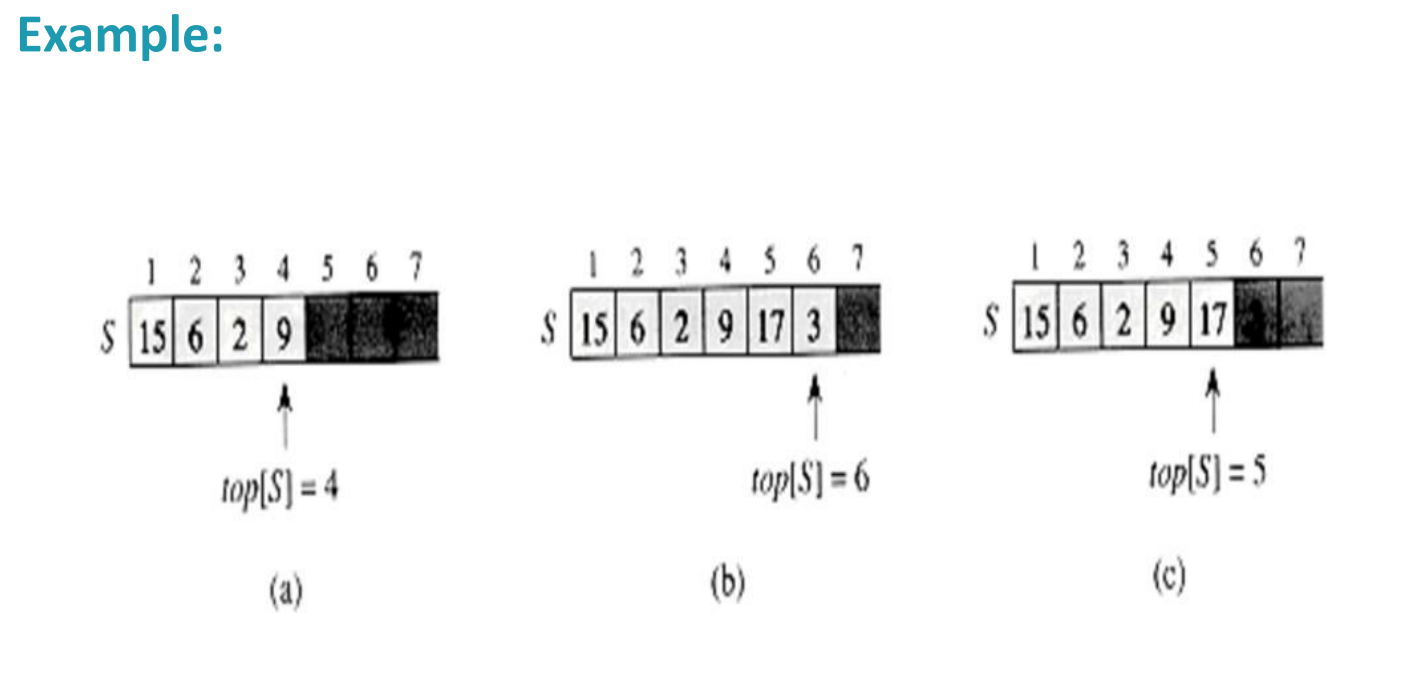 Example:
1 2 3 4 5 6 7
S 15 6 2 9
top[S] = 4
(a)
1 2 3 4 5 6 7
S 15 6 2 9 17 3
top[S] = 6
(b)
1 2 3 4 5 6 7
S 15 6 2 9 17
top[S] = 5
(c)